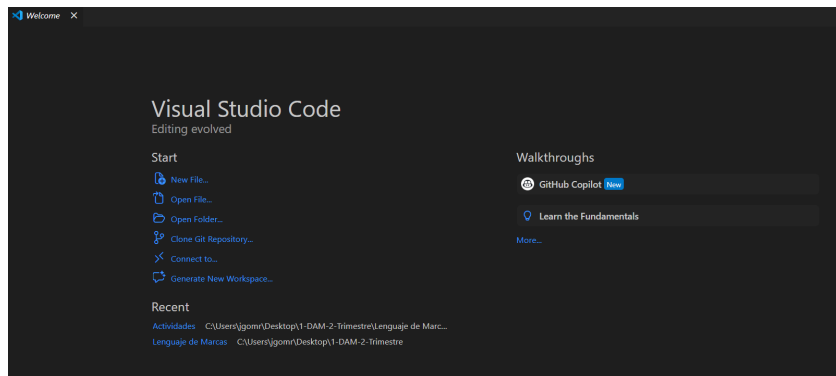 Welcome
Visual Studio Code
Editing evolved
Start
New File...
Open File...
Open Folder...
Clone Git Repository...
Connect to...
Generate New Workspace...
Recent
Actividades C:\Users\jgomr\Desktop\1-DAM-2-Trimestre\Lenguaje de Marc...
Lenguaje de Marcas C:\Users\jgomr\Desktop\1-DAM-2-Trimestre
Walkthroughs
GitHub Copilot New
Learn the Fundamentals
More...